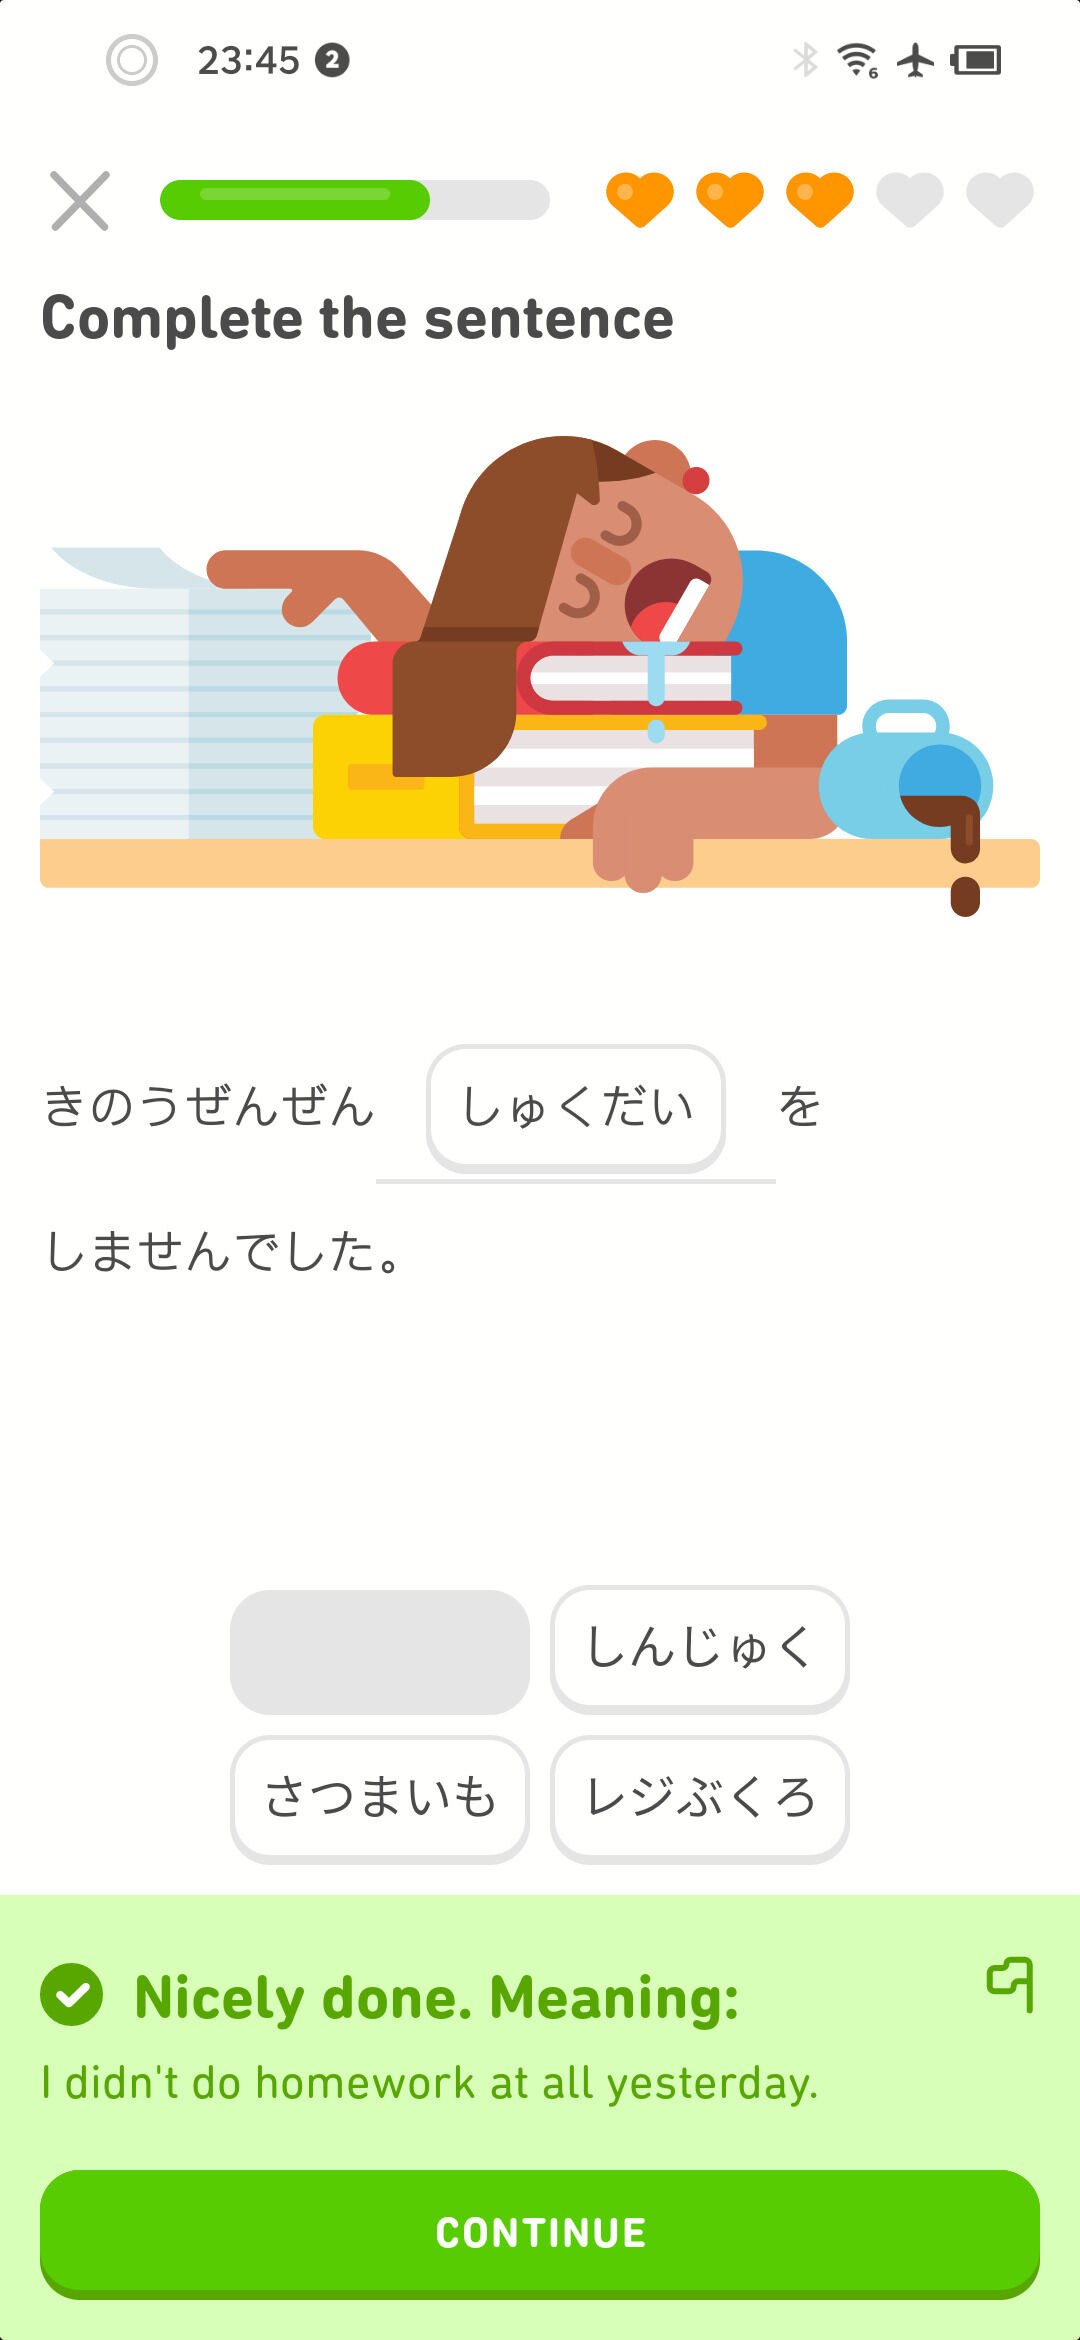 23:45 2
6
Complete the sentence
きのうぜんぜん しゅくだい を
しませんでした。
しんじゅく
さつまいも レジぶくろ
Nicely done. Meaning:
I didn't do homework at all yesterday.
CONTINUE